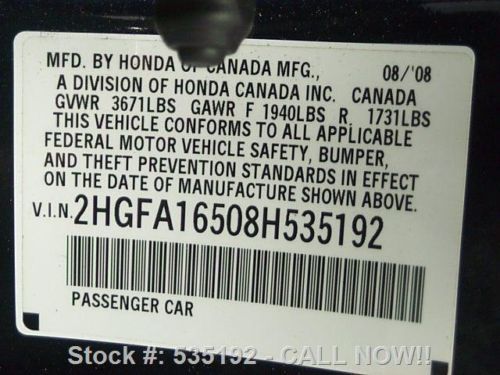 MFD. BY HONDA OF CANADA MFG., 08/'08
A DIVISION OF HONDA CANADA INC. CANADA
GVWR 3671LBS GAWR F 1940LBS R. 1731LBS
THIS VEHICLE CONFORMS TO ALL APPLICABLE
FEDERAL MOTOR VEHICLE SAFETY, BUMPER,
AND THEFT PREVENTION STANDARDS IN EFFECT
ON THE DATE OF MANUFACTURE SHOWN ABOVE.
V.I.N. 2HGFA16508H535192
PASSENGER CAR
Stock #: 535192 - CALL NOW!!